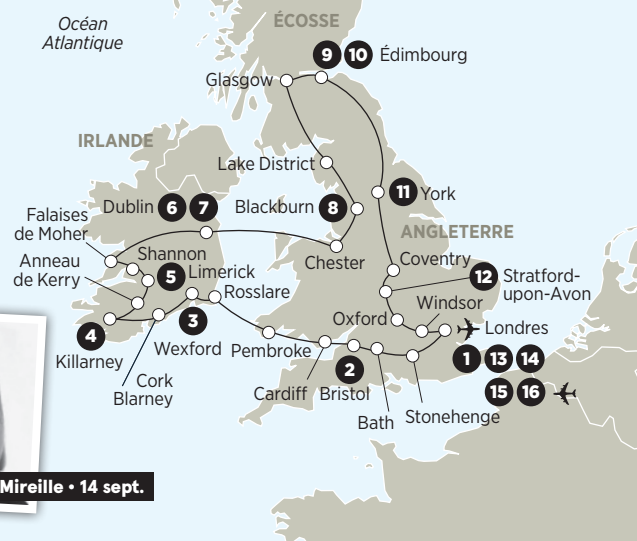 Océan
Atlantique
ÉCOSSE
9 10 Édimbourg
Glasgow
IRLANDE
Lake District
Dublin 6 7
Blackburn 8
11 York
Falaises
de Moher
ANGLETERRE
Chester
Coventry
Shannon
Anneau
de Kerry
5 Limerick
12 Stratford-
upon-Avon
Rosslare
Windsor
Oxford
Londres
4
Killarney
3
Wexford
Pembroke
1 13 14
Cork
Blarney
Cardiff
2
Bristol
15 16
Bath
Stonehenge
Mireille • 14 sept.